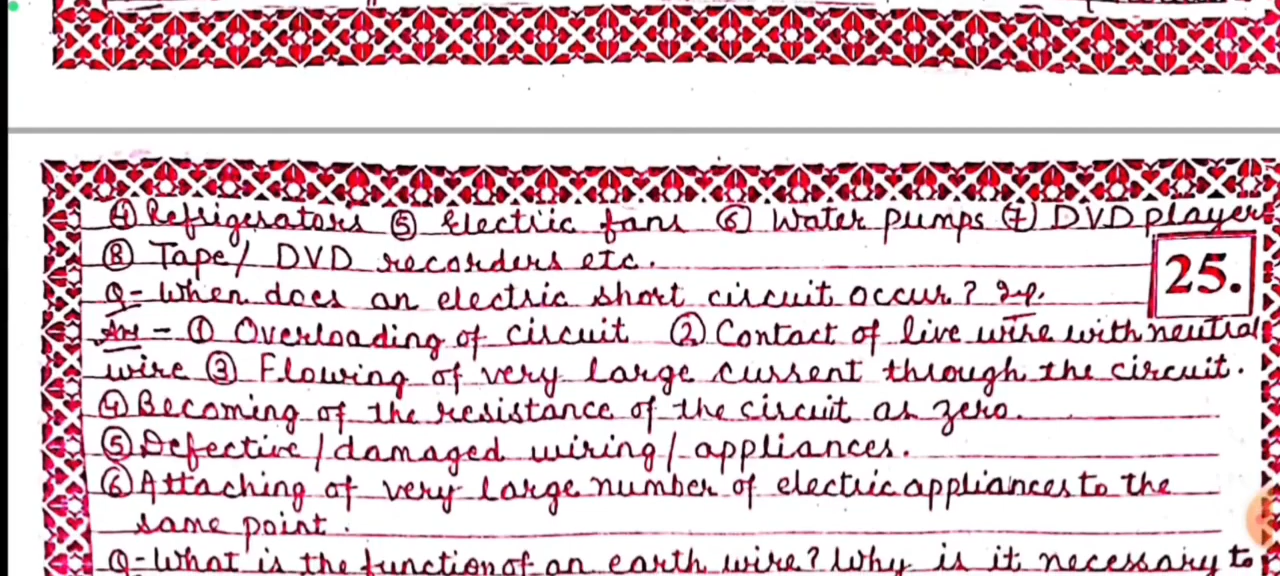 ④ Refrigerators ⑤ Electric fans ⑥ Water pumps ⑦ DVD players
⑧ Tape/ DVD recorders etc.
25.
Q- When does an electric short circuit occur?
Ans - ① Overloading of circuit ② Contact of live wire with neutral
wire ③ Flowing of very large current through the circuit.
④ Becoming of the resistance of the circuit as zero.
⑤ Defective/damaged wiring/appliances.
⑥ Attaching of very large number of electric appliances to the
same point.
Q- What is the function of an earth wire? Why is it necessary to